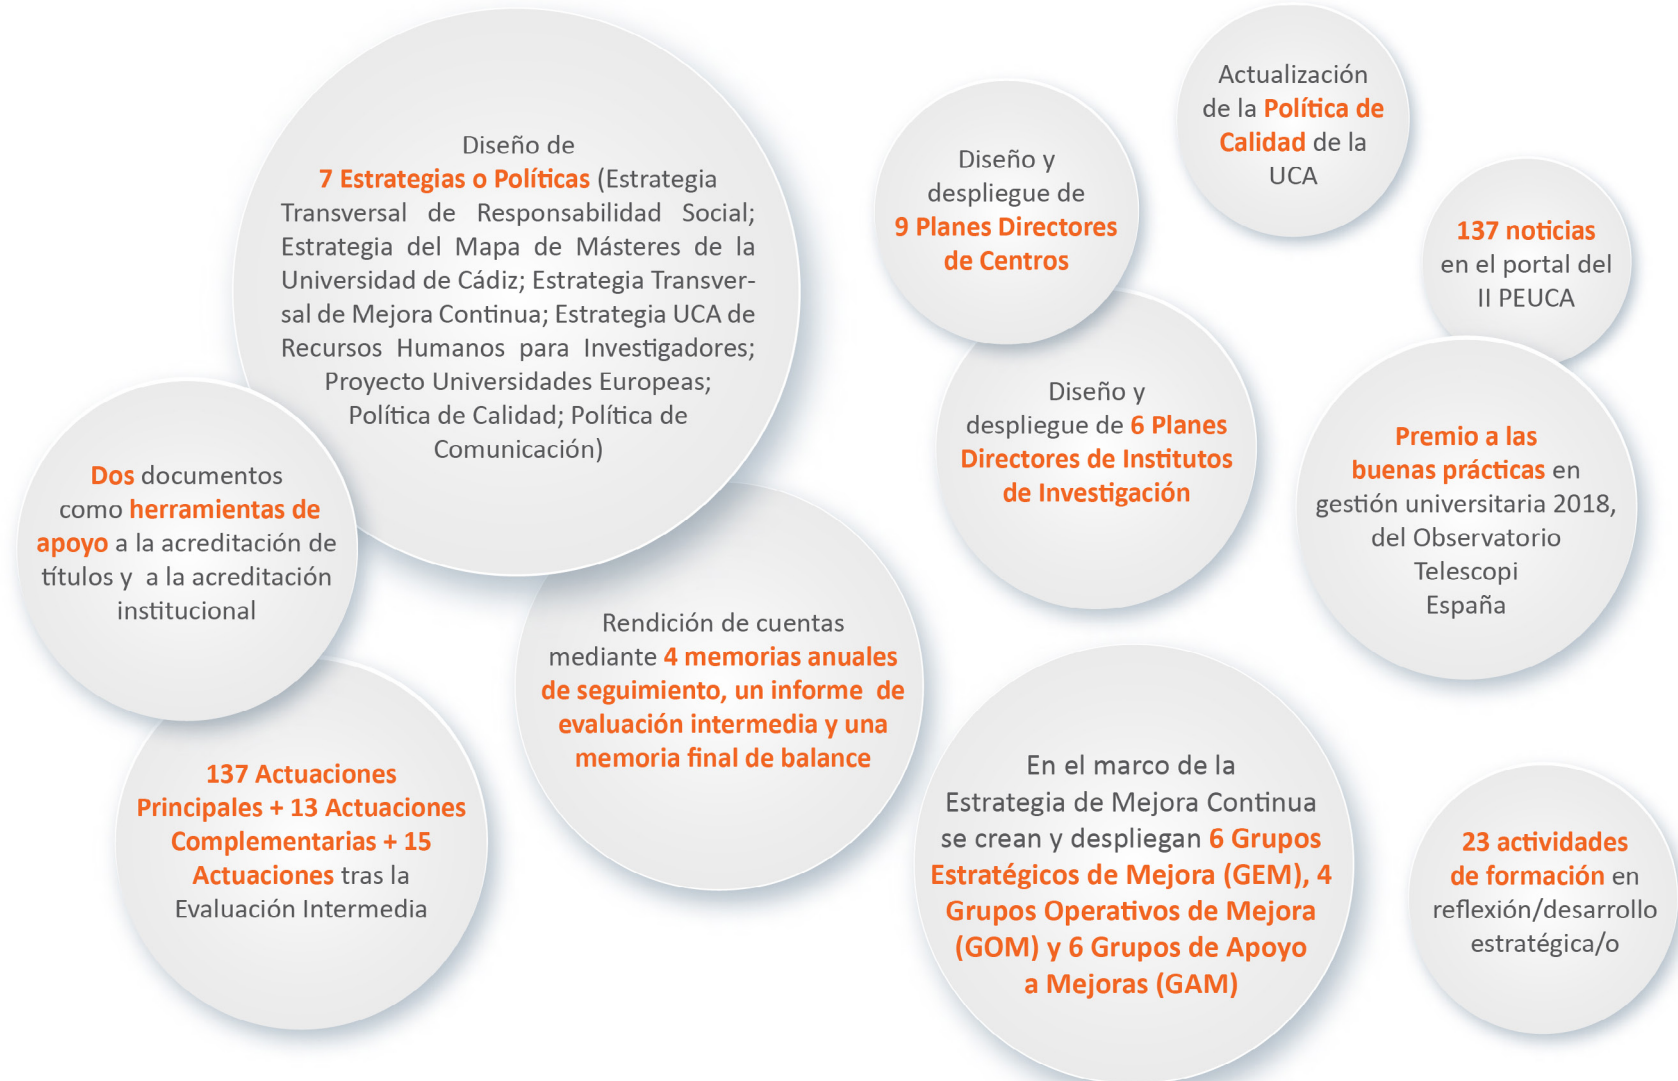 Diseño de
7 Estrategias o Políticas (Estrategia
Transversal de Responsabilidad Social;
Estrategia del Mapa de Másteres de la
Universidad de Cádiz; Estrategia Transver-
sal de Mejora Continua; Estrategia UCA de
Recursos Humanos para Investigadores;
Proyecto Universidades Europeas;
Política de Calidad; Política de
Comunicación)
Diseño y
despliegue de
9 Planes Directores
de Centros
Actualización
de la Política de
Calidad de la
UCA
137 noticias
en el portal del
II PEUCA
Diseño y
despliegue de 6 Planes
Directores de Institutos
de Investigación
Premio a las
buenas prácticas en
gestión universitaria 2018,
del Observatorio
Telescopi
España
Dos documentos
como herramientas de
apoyo a la acreditación de
títulos y a la acreditación
institucional
Rendición de cuentas
mediante 4 memorias anuales
de seguimiento, un informe de
evaluación intermedia y una
memoria final de balance
137 Actuaciones
Principales + 13 Actuaciones
Complementarias + 15
Actuaciones tras la
Evaluación Intermedia
En el marco de la
Estrategia de Mejora Continua
se crean y despliegan 6 Grupos
Estratégicos de Mejora (GEM), 4
Grupos Operativos de Mejora
(GOM) y 6 Grupos de Apoyo
a Mejoras (GAM)
23 actividades
de formación en
reflexión/desarrollo
estratégica/o